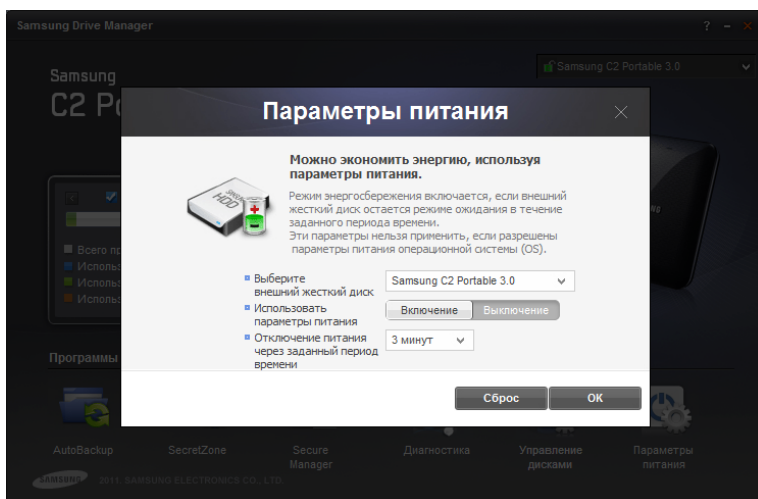 Samsung Drive Manager
? – ×
Samsung
Samsung C2 Portable 3.0
C2 Po
Параметры питания
Можно экономить энергию, используя
параметры питания.
Режим энергосбережения включается, если внешний
жесткий диск остается режиме ожидания в течение
заданного периода времени.
Эти параметры нельзя применить, если разрешены
параметры питания операционной системы (OS).
SAMSUNG
HDD
Выберите
внешний жесткий диск
Samsung C2 Portable 3.0
Использовать
параметры питания
Включение
Выключение
Отключение питания
через заданный период
времени
3 минут
Сброс
OK
Всего пр
Исполь:
Исполь:
Исполь:
Программы
AutoBackup
SecretZone
Secure
Manager
Диагностика
Управление
дисками
Параметры
питания
SAMSUNG
2011. SAMSUNG ELECTRONICS CO., LTD.